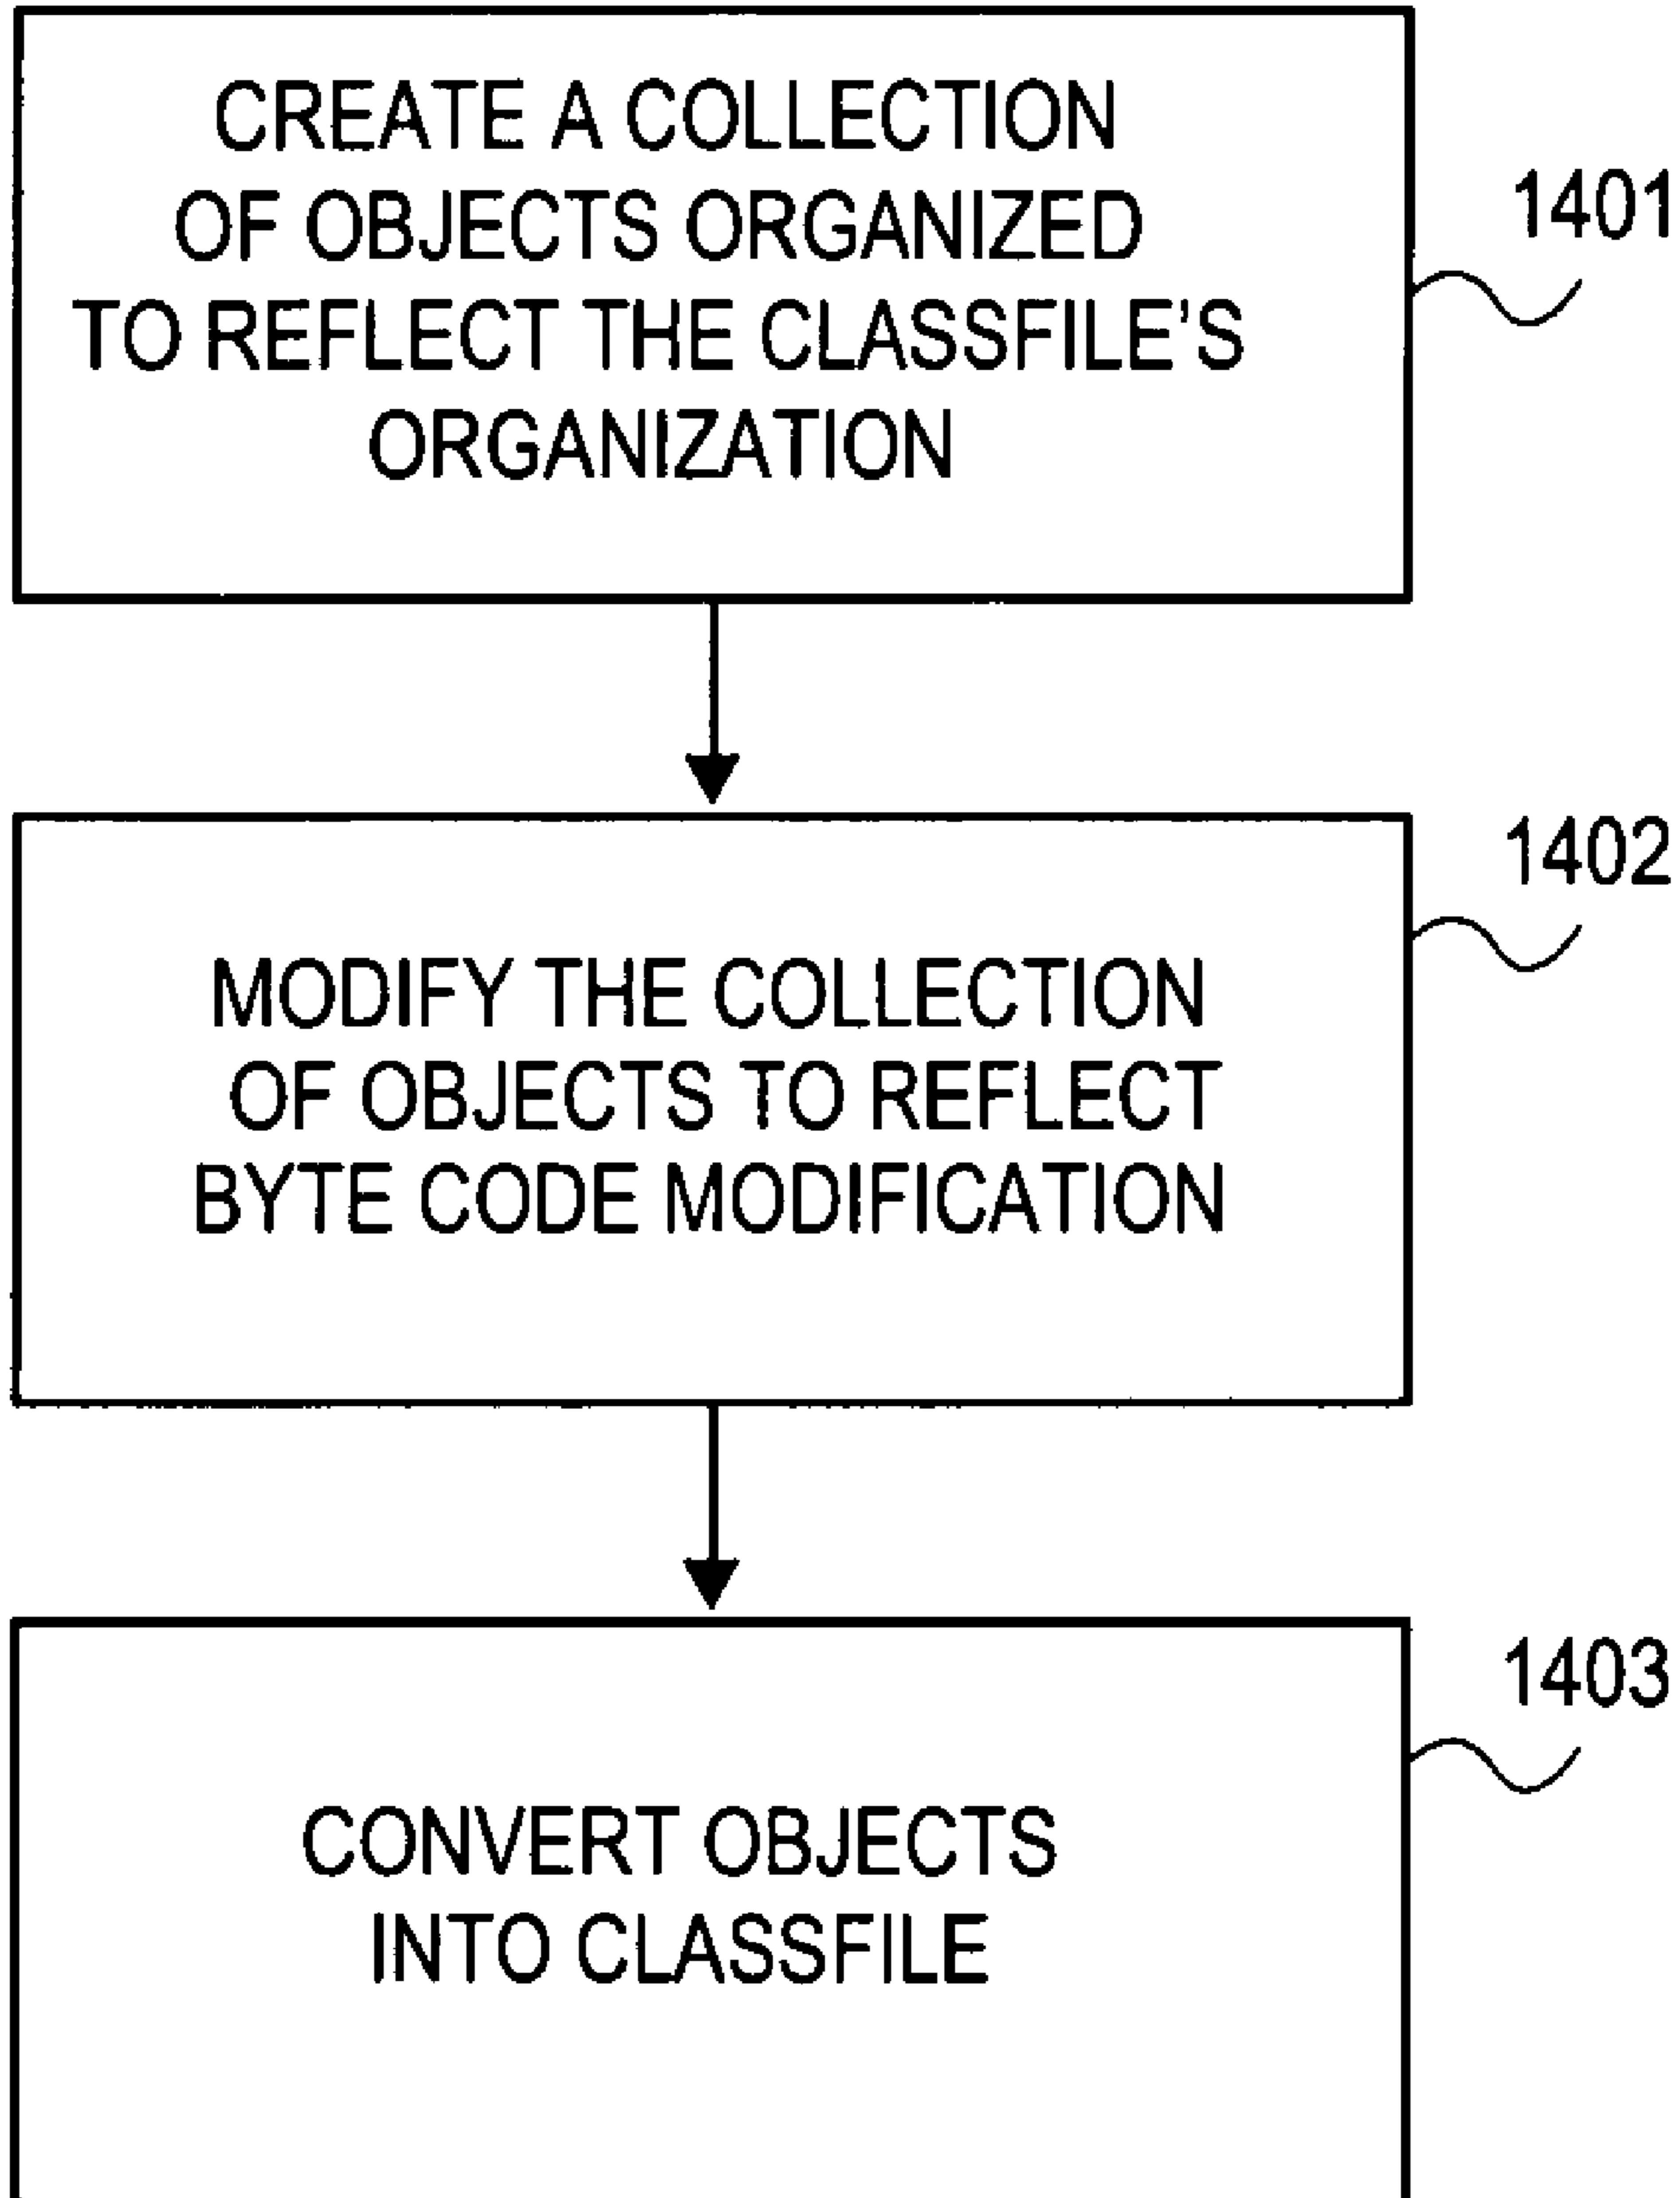 CREATE A COLLECTION
OF OBJECTS ORGANIZED
TO REFLECT THE CLASSFILE'S
ORGANIZATION
1401
MODIFY THE COLLECTION
OF OBJECTS TO REFLECT
BYTE CODE MODIFICATION
1402
CONVERT OBJECTS
INTO CLASSFILE
1403